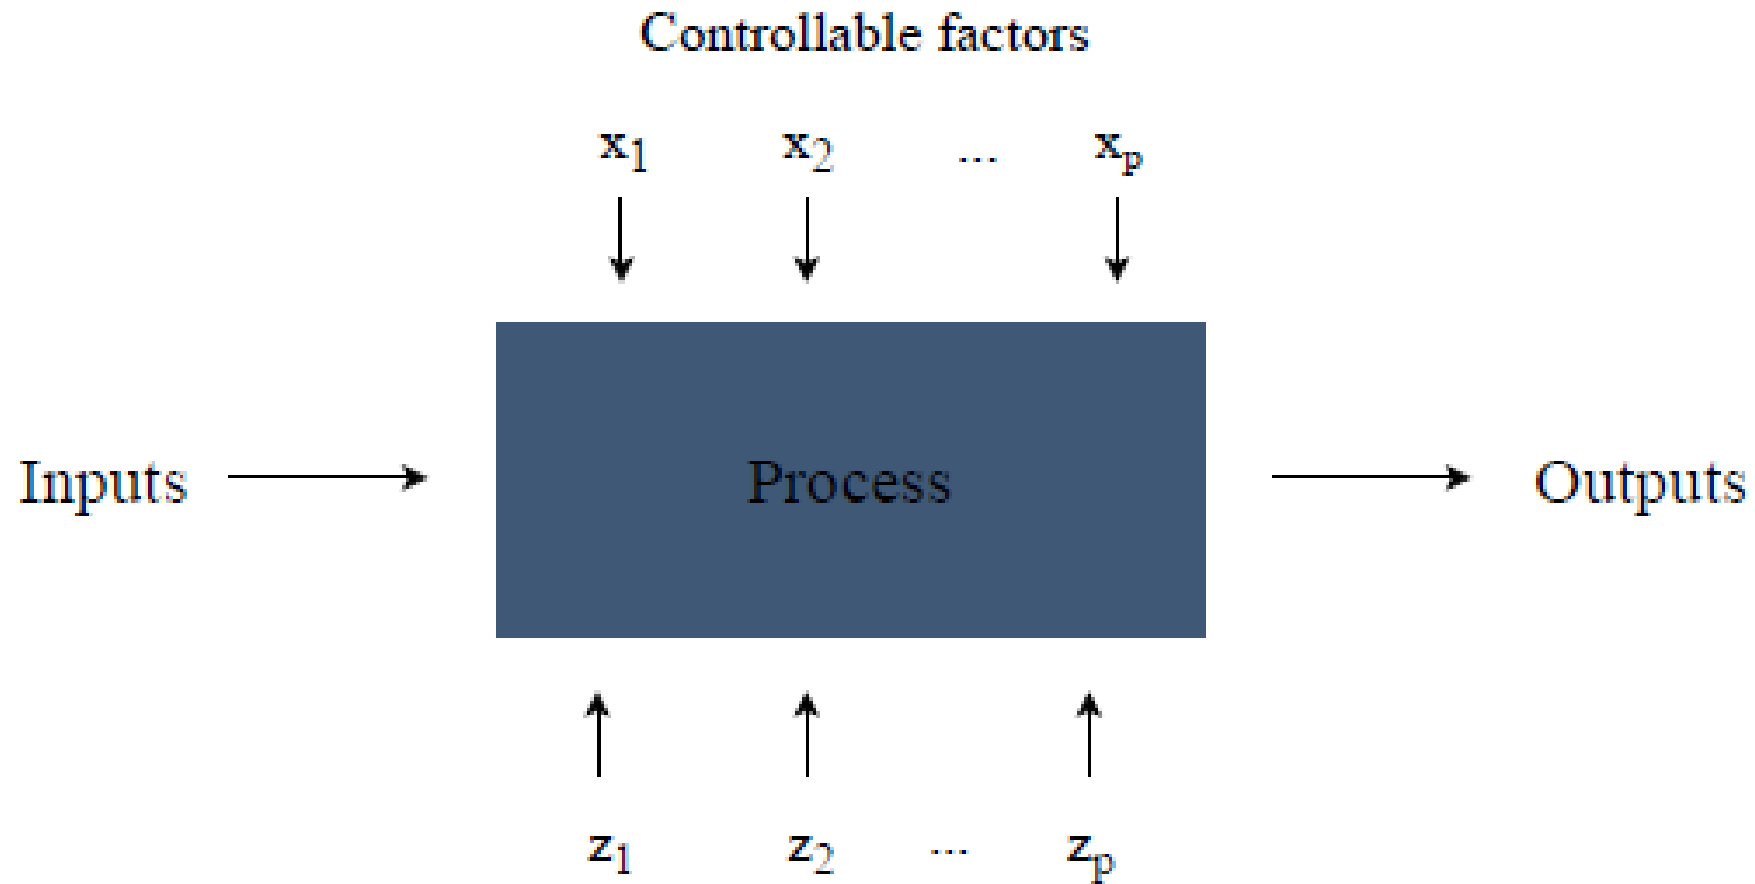 Controllable factors
x₁ x₂ ... xₚ
Inputs Process Outputs
z₁ z₂ ... zₚ